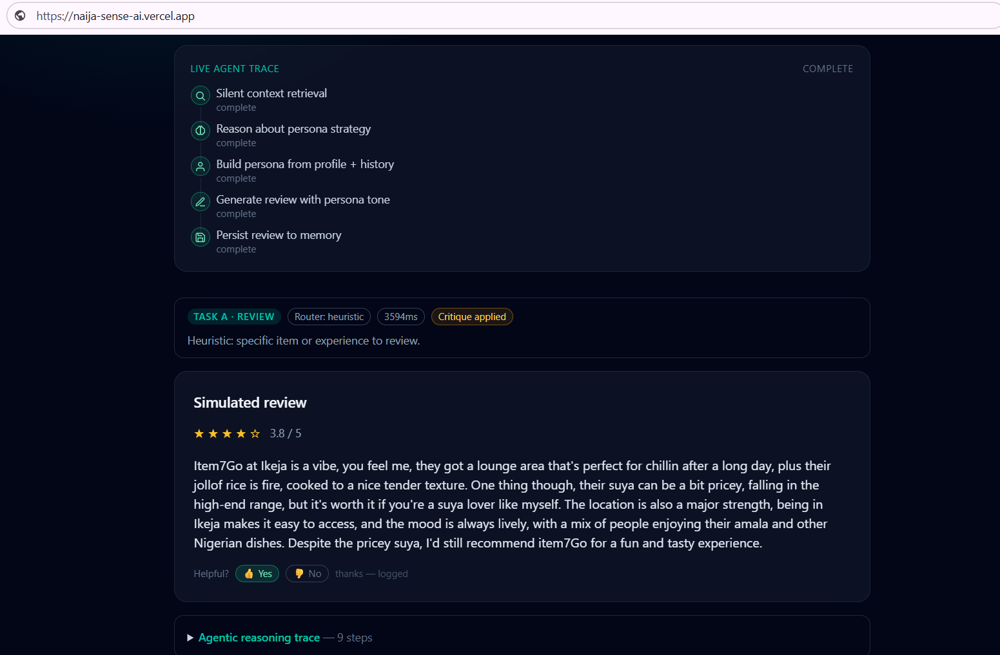 https://naija-sense-ai.vercel.app
LIVE AGENT TRACE
COMPLETE
Silent context retrieval
complete
Reason about persona strategy
complete
Build persona from profile + history
complete
Generate review with persona tone
complete
Persist review to memory
complete
TASK A · REVIEW
Router: heuristic
3594ms
Critique applied
Heuristic: specific item or experience to review.
Simulated review
★★★★☆ 3.8 / 5
Item7Go at Ikeja is a vibe, you feel me, they got a lounge area that's perfect for chillin after a long day, plus their
jollof rice is fire, cooked to a nice tender texture. One thing though, their suya can be a bit pricey, falling in the
high-end range, but it's worth it if you're a suya lover like myself. The location is also a major strength, being in
Ikeja makes it easy to access, and the mood is always lively, with a mix of people enjoying their amala and other
Nigerian dishes. Despite the pricey suya, I'd still recommend item7Go for a fun and tasty experience.
Helpful? 👍 Yes 👎 No thanks — logged
▶ Agentic reasoning trace — 9 steps